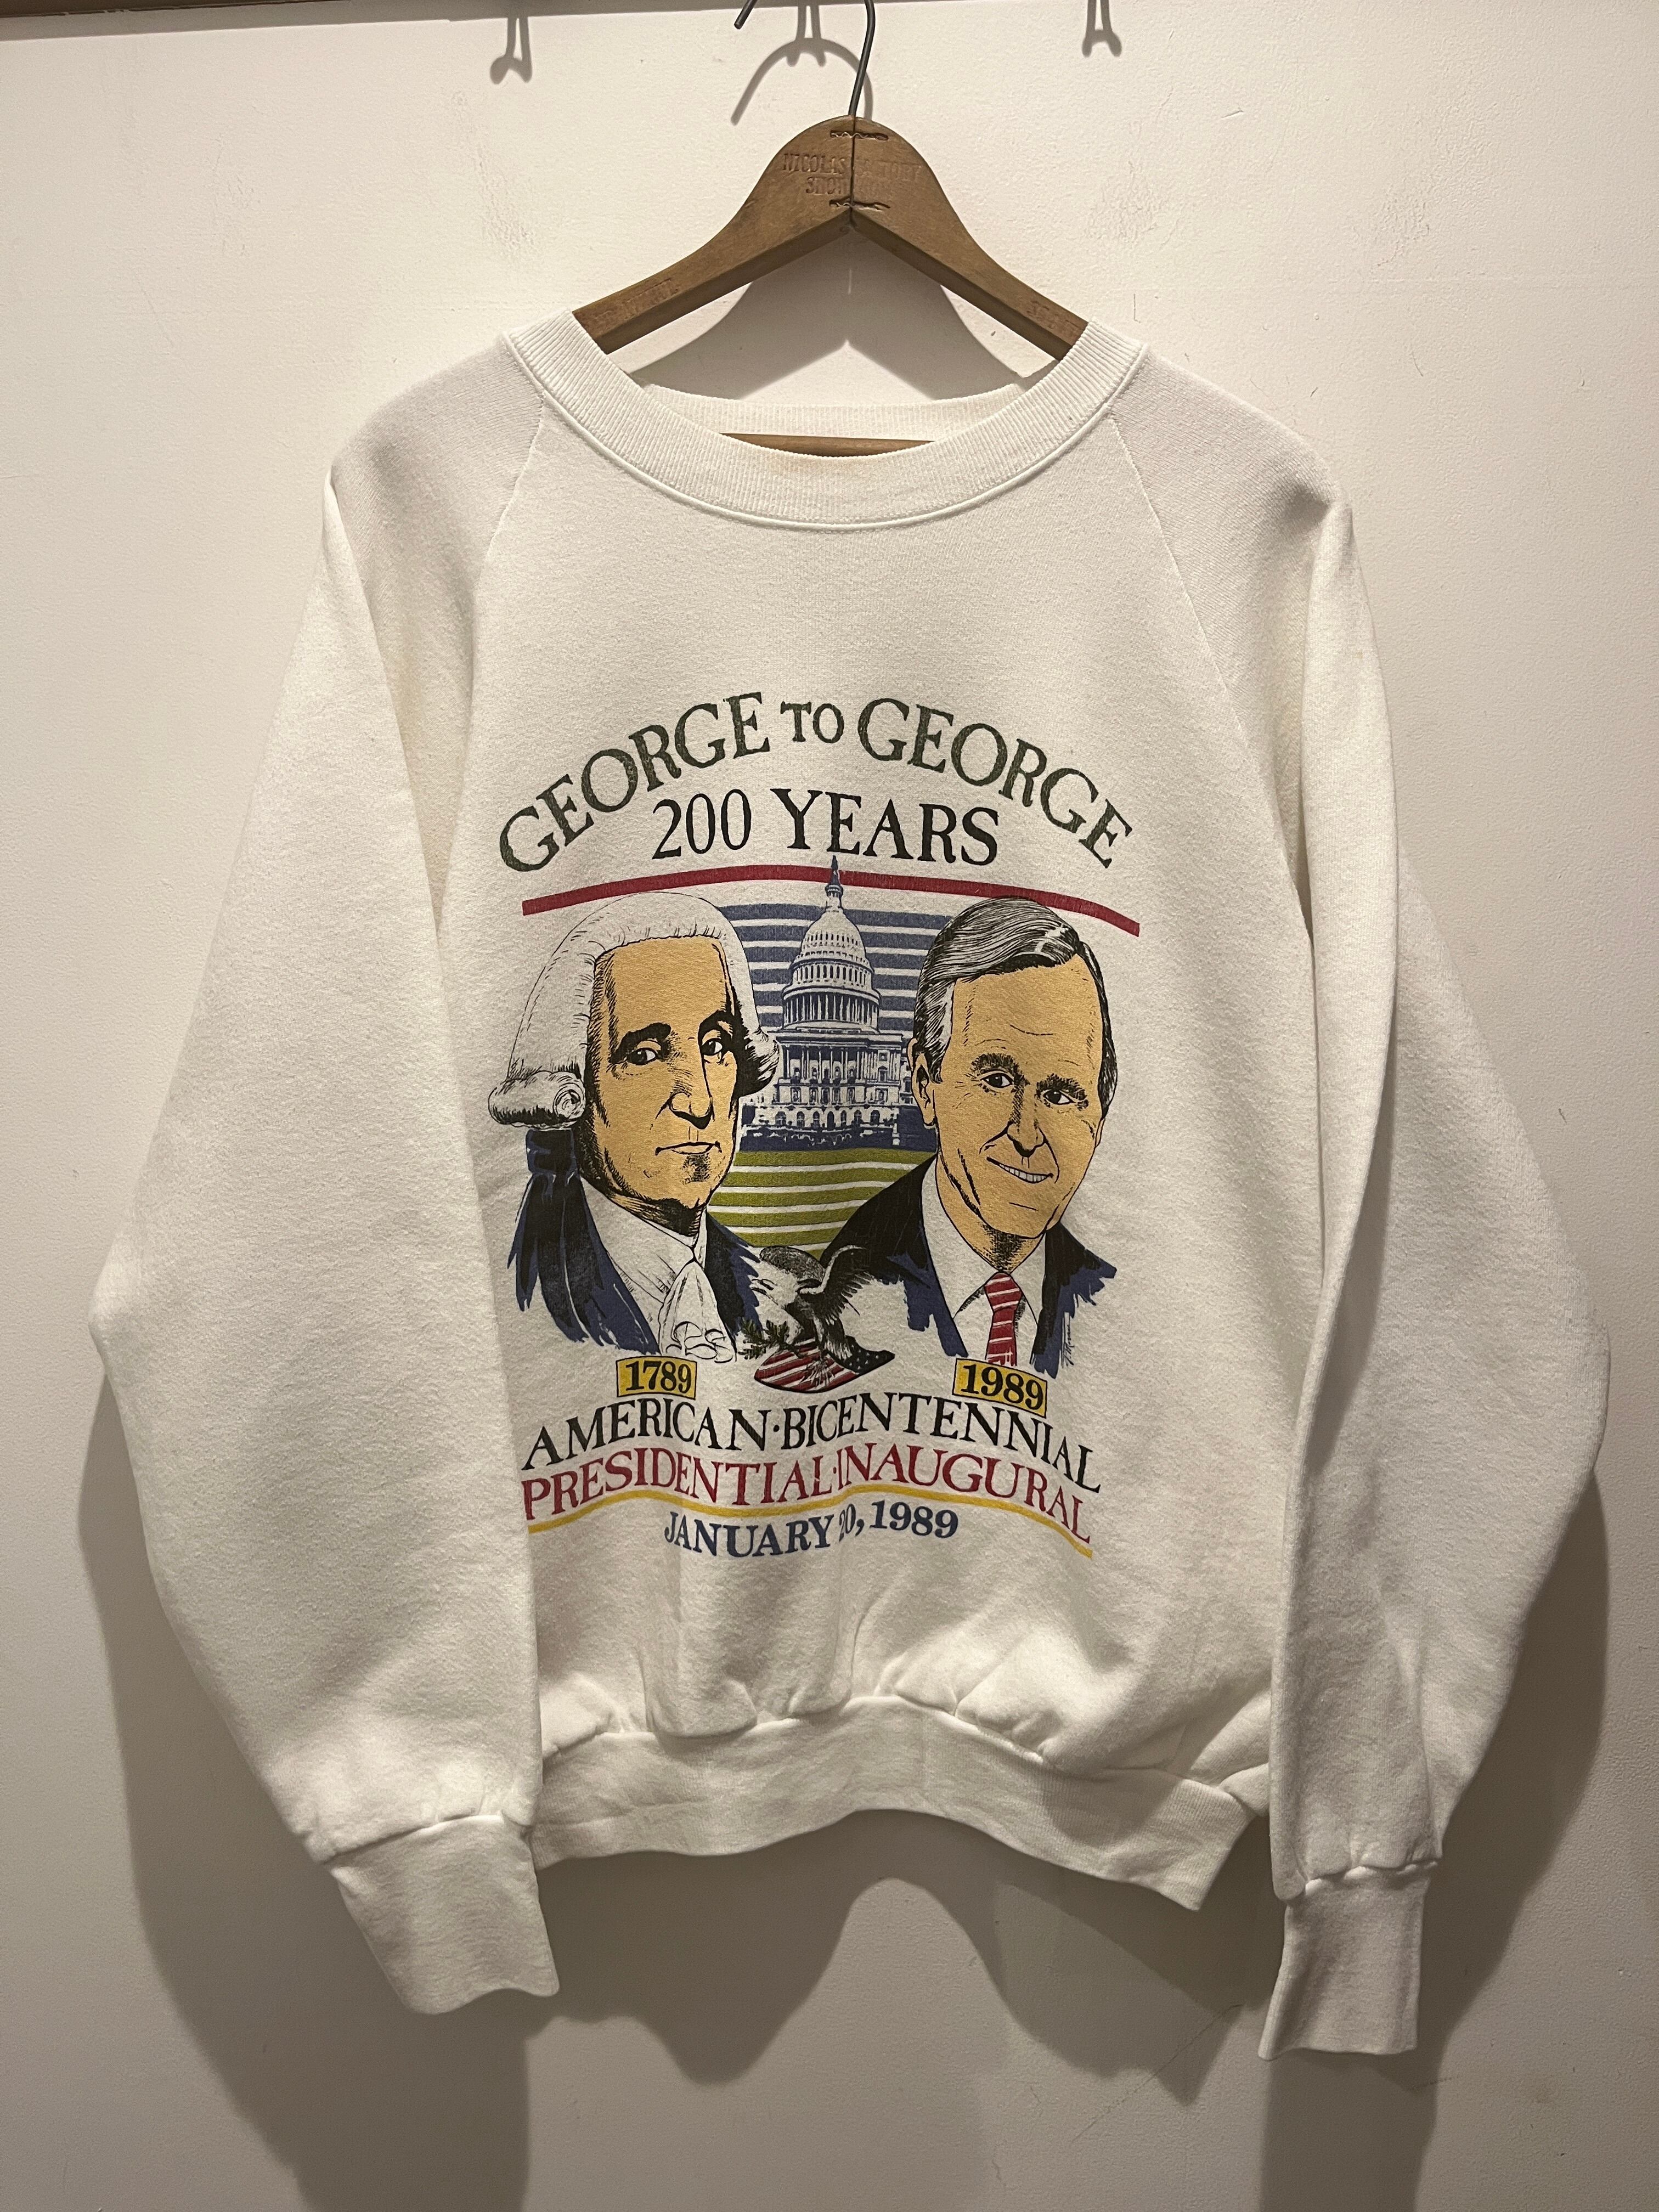 GEORGE TO GEORGE
200 YEARS
1789
1989
AMERICAN·BICENTENNIAL
PRESIDENTIAL·INAUGURAL
JANUARY 20, 1989